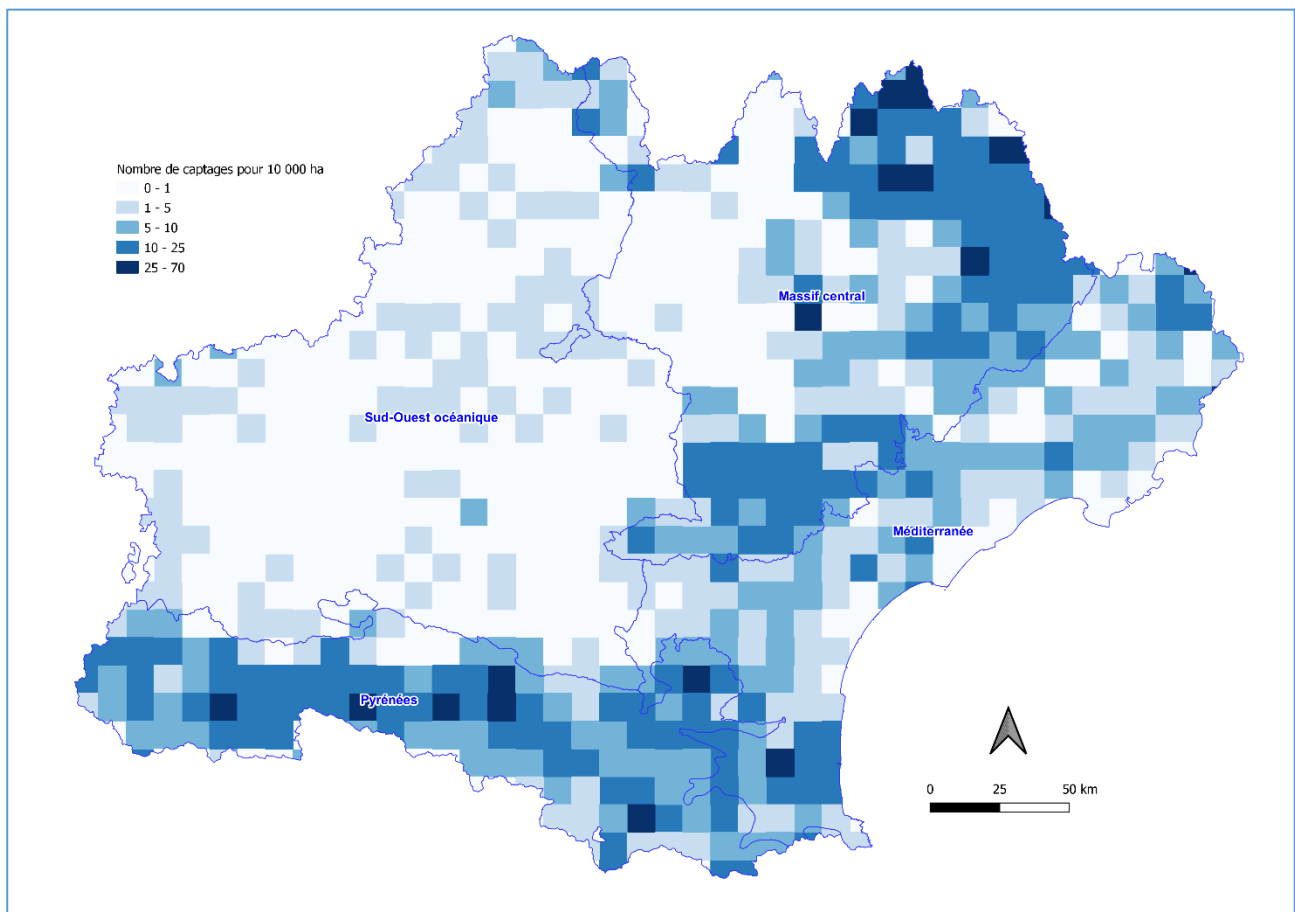 Nombre de captages pour 10 000 ha
0 - 1
1 - 5
5 - 10
10 - 25
25 - 70
Massif central
Sud-Ouest océanique
Méditerranée
Pyrénées
0 25 50 km